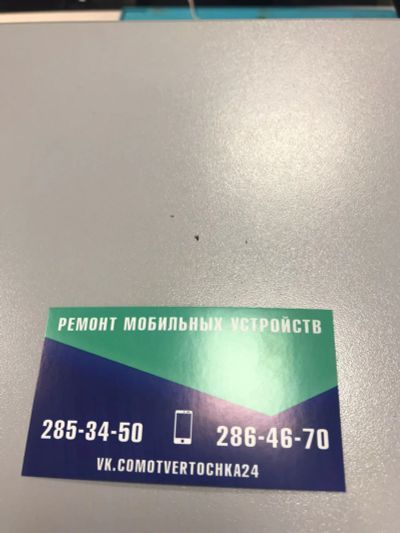 РЕМОНТ МОБИЛЬНЫХ УСТРОЙСТВ
285-34-50
286-46-70
VK.COMOTVERTOCHKA24